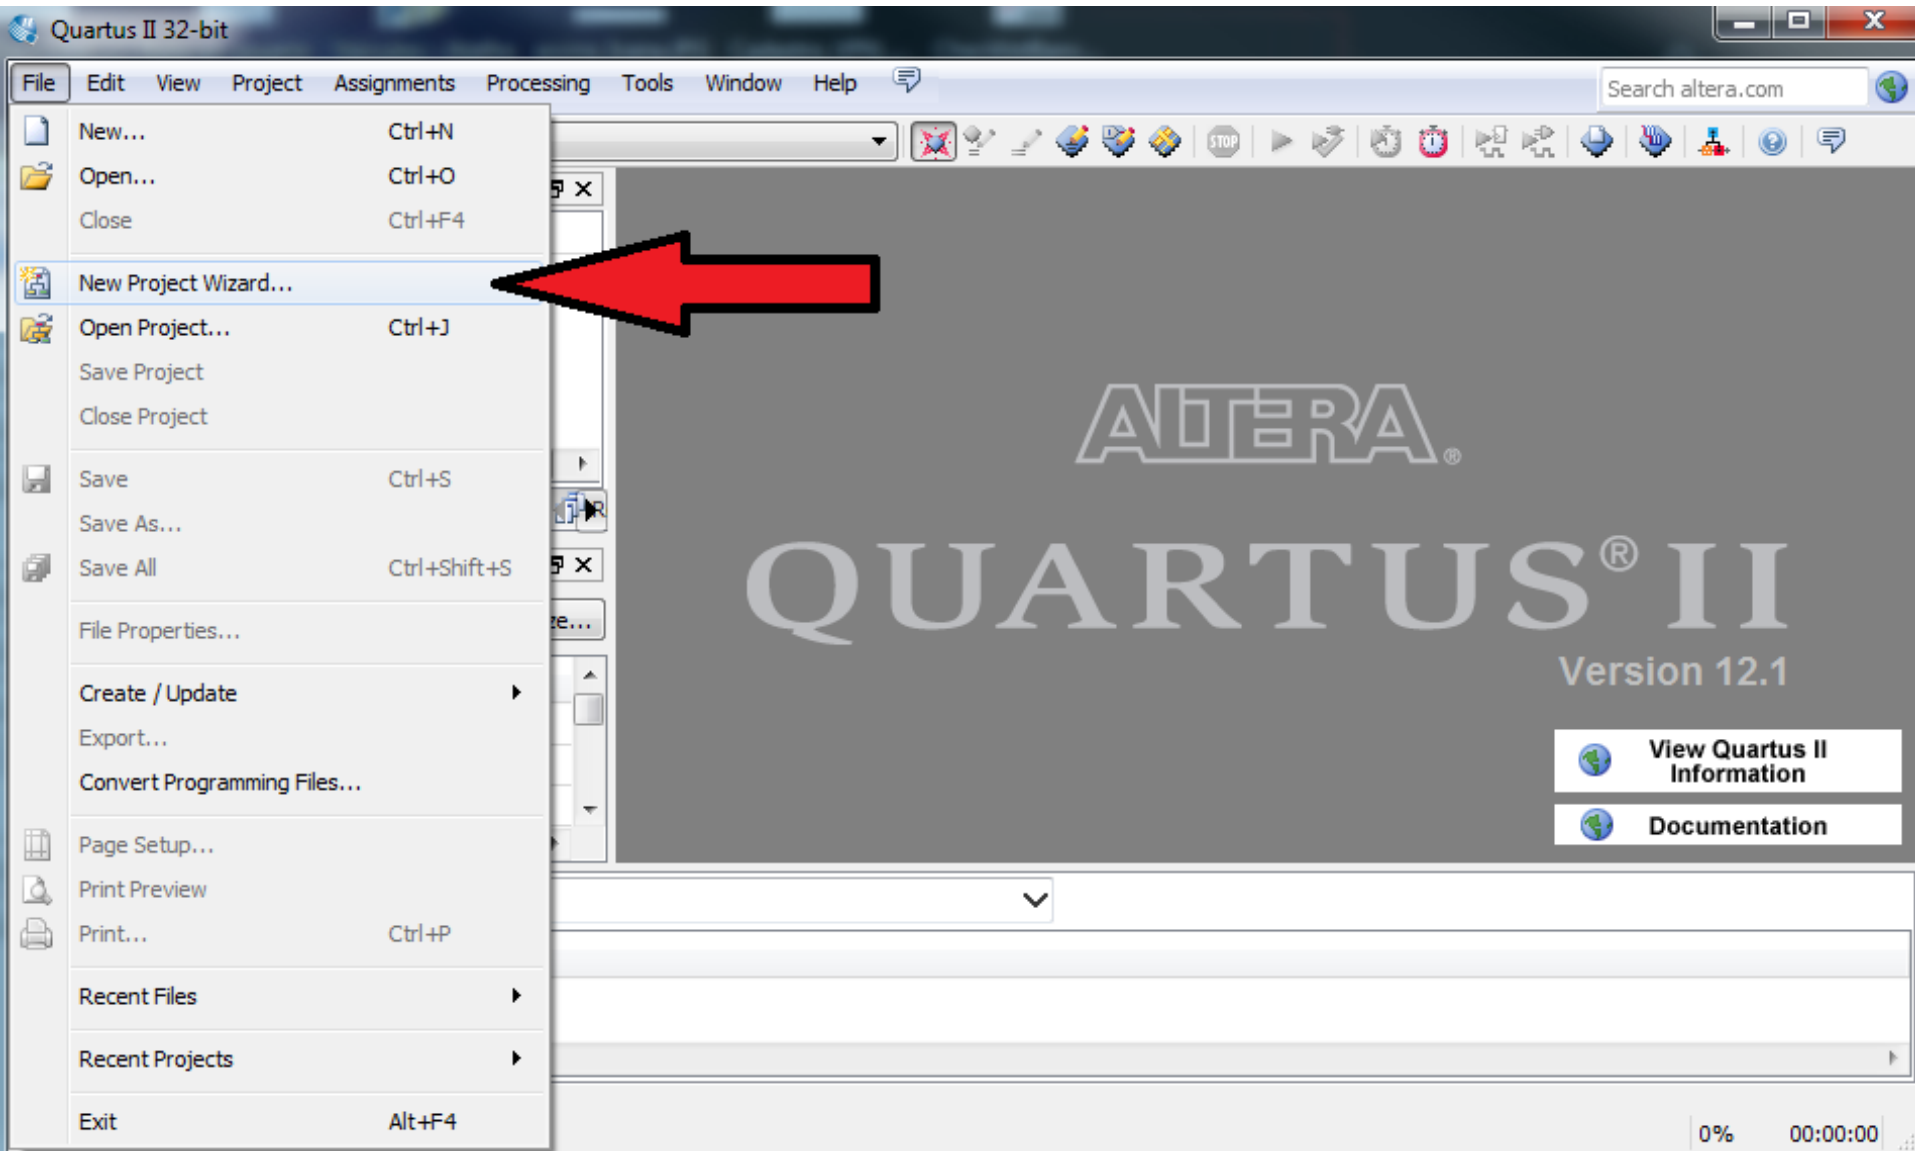 Quartus II 32-bit
File Edit View Project Assignments Processing Tools Window Help
Search altera.com
New... Ctrl+N
STOP
Open... Ctrl+O
Close Ctrl+F4
New Project Wizard...
Open Project... Ctrl+J
Save Project
Close Project
ALTERA®
Save Ctrl+S
Save As...
Save All Ctrl+Shift+S
QUARTUS® II
File Properties...
ze...
Version 12.1
Create / Update
Export...
View Quartus II
Information
Convert Programming Files...
Documentation
Page Setup...
Print Preview
Print... Ctrl+P
Recent Files
Recent Projects
Exit Alt+F4
0% 00:00:00